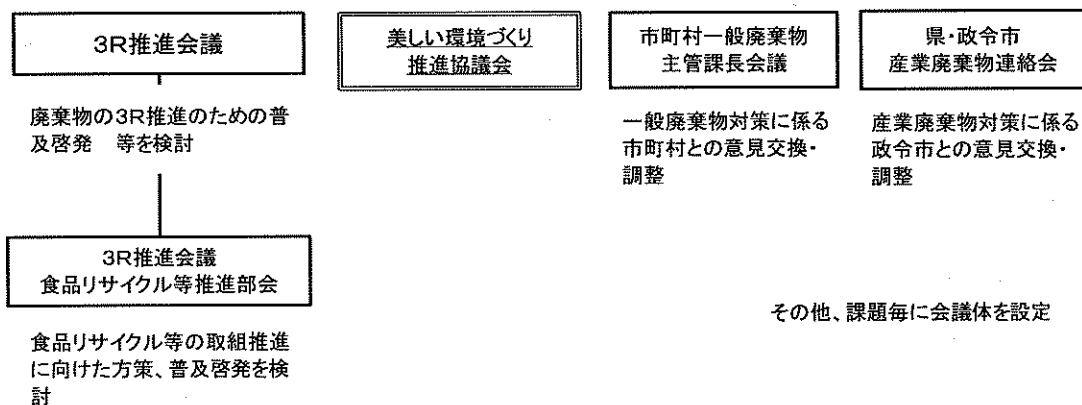 3R推進会議
廃棄物の3R推進のための普
及啓発　等を検討
3R推進会議
食品リサイクル等推進部会
食品リサイクル等の取組推進
に向けた方策、普及啓発を検
討
美しい環境づくり
推進協議会
市町村一般廃棄物
主管課長会議
一般廃棄物対策に係る
市町村との意見交換・
調整
県・政令市
産業廃棄物連絡会
産業廃棄物対策に係る
政令市との意見交換・
調整
その他、課題毎に会議体を設定